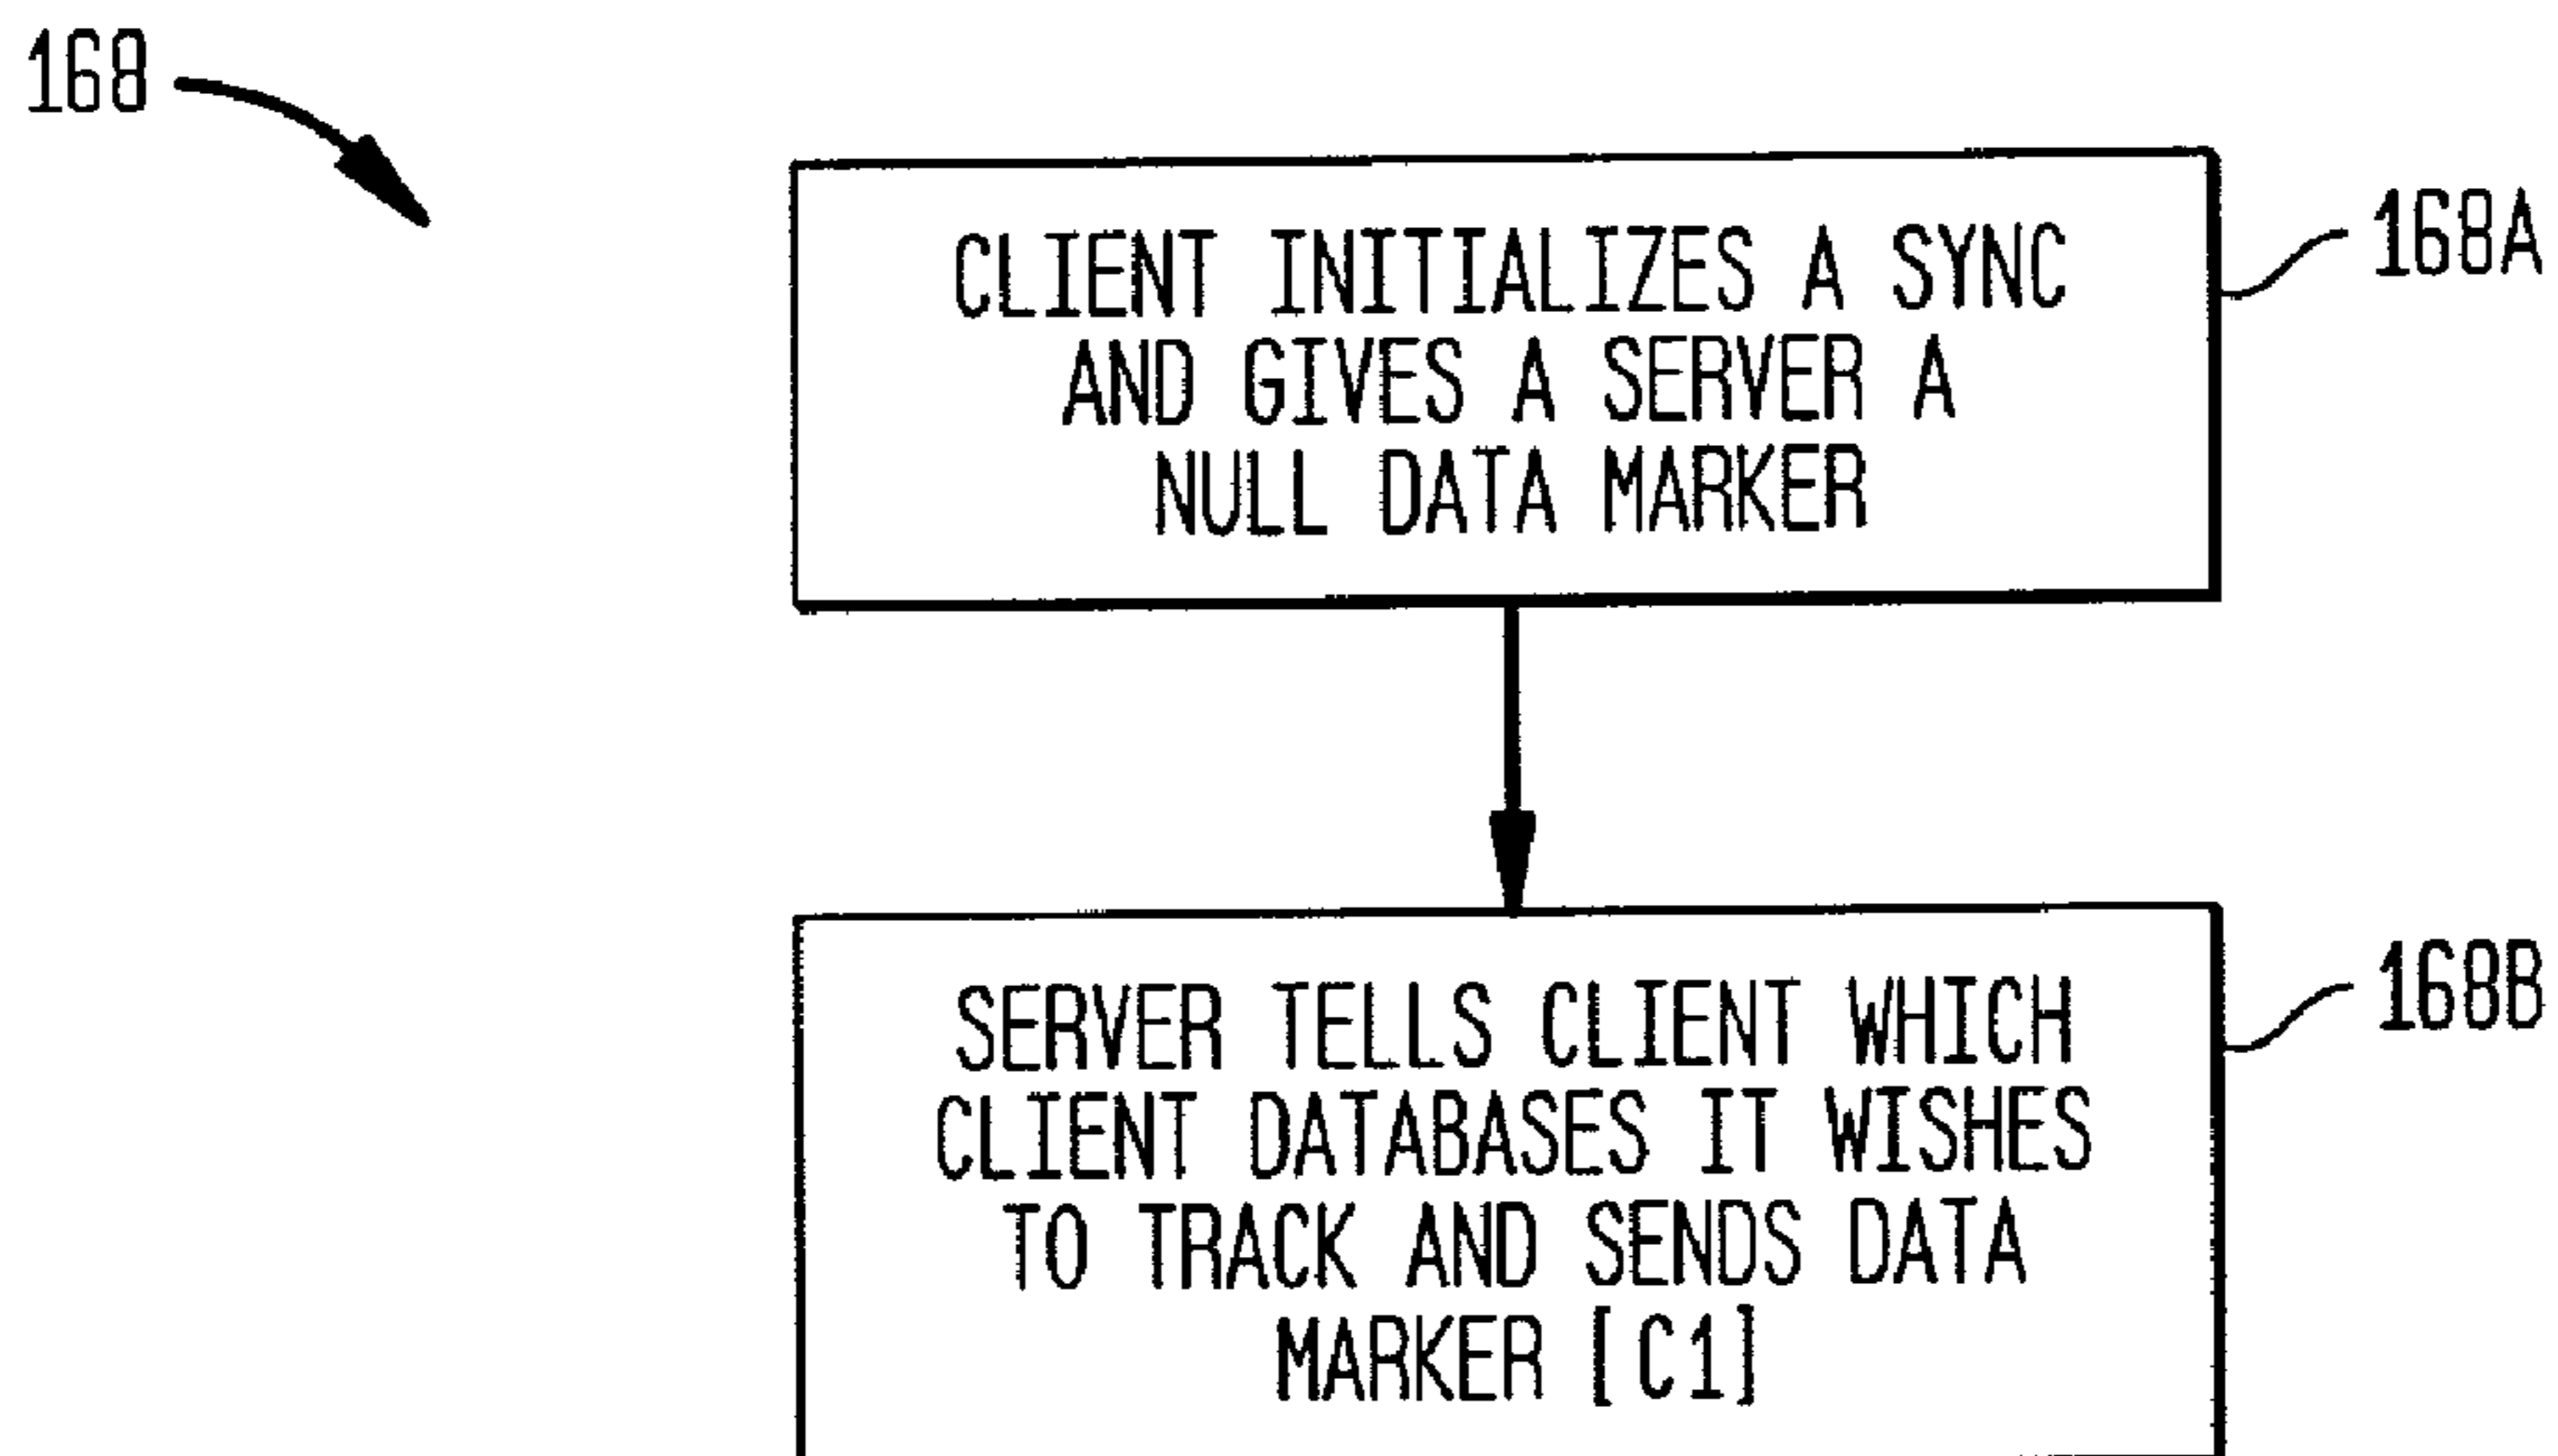 168
CLIENT INITIALIZES A SYNC
AND GIVES A SERVER A
NULL DATA MARKER
168A
SERVER TELLS CLIENT WHICH
CLIENT DATABASES IT WISHES
TO TRACK AND SENDS DATA
MARKER [C1]
168B